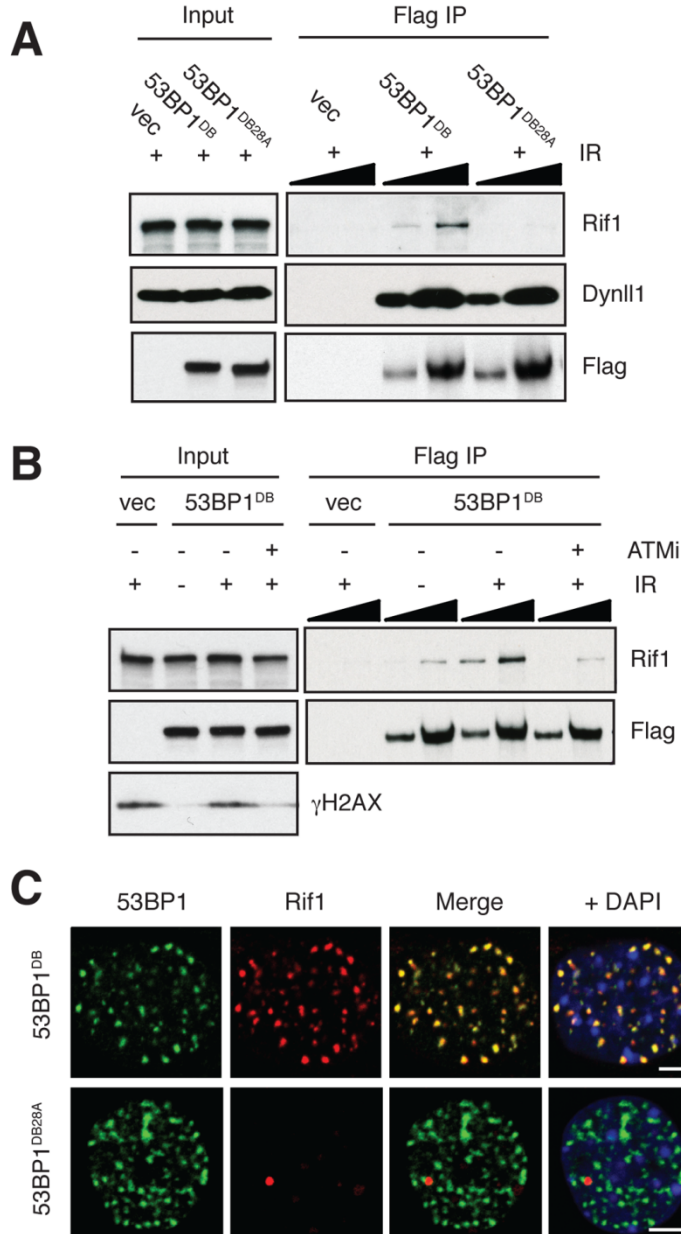 A
Input Flag IP
vec 53BP1DB 53BP1DB28A vec 53BP1DB 53BP1DB28A
+ + + + + + IR
Rif1
Dynll1
Flag
B
Input Flag IP
vec 53BP1DB vec 53BP1DB
- - - + - - - + ATMi
+ - + + + - + + IR
Rif1
Flag
γH2AX
C
53BP1 Rif1 Merge + DAPI
53BP1DB
53BP1DB28A